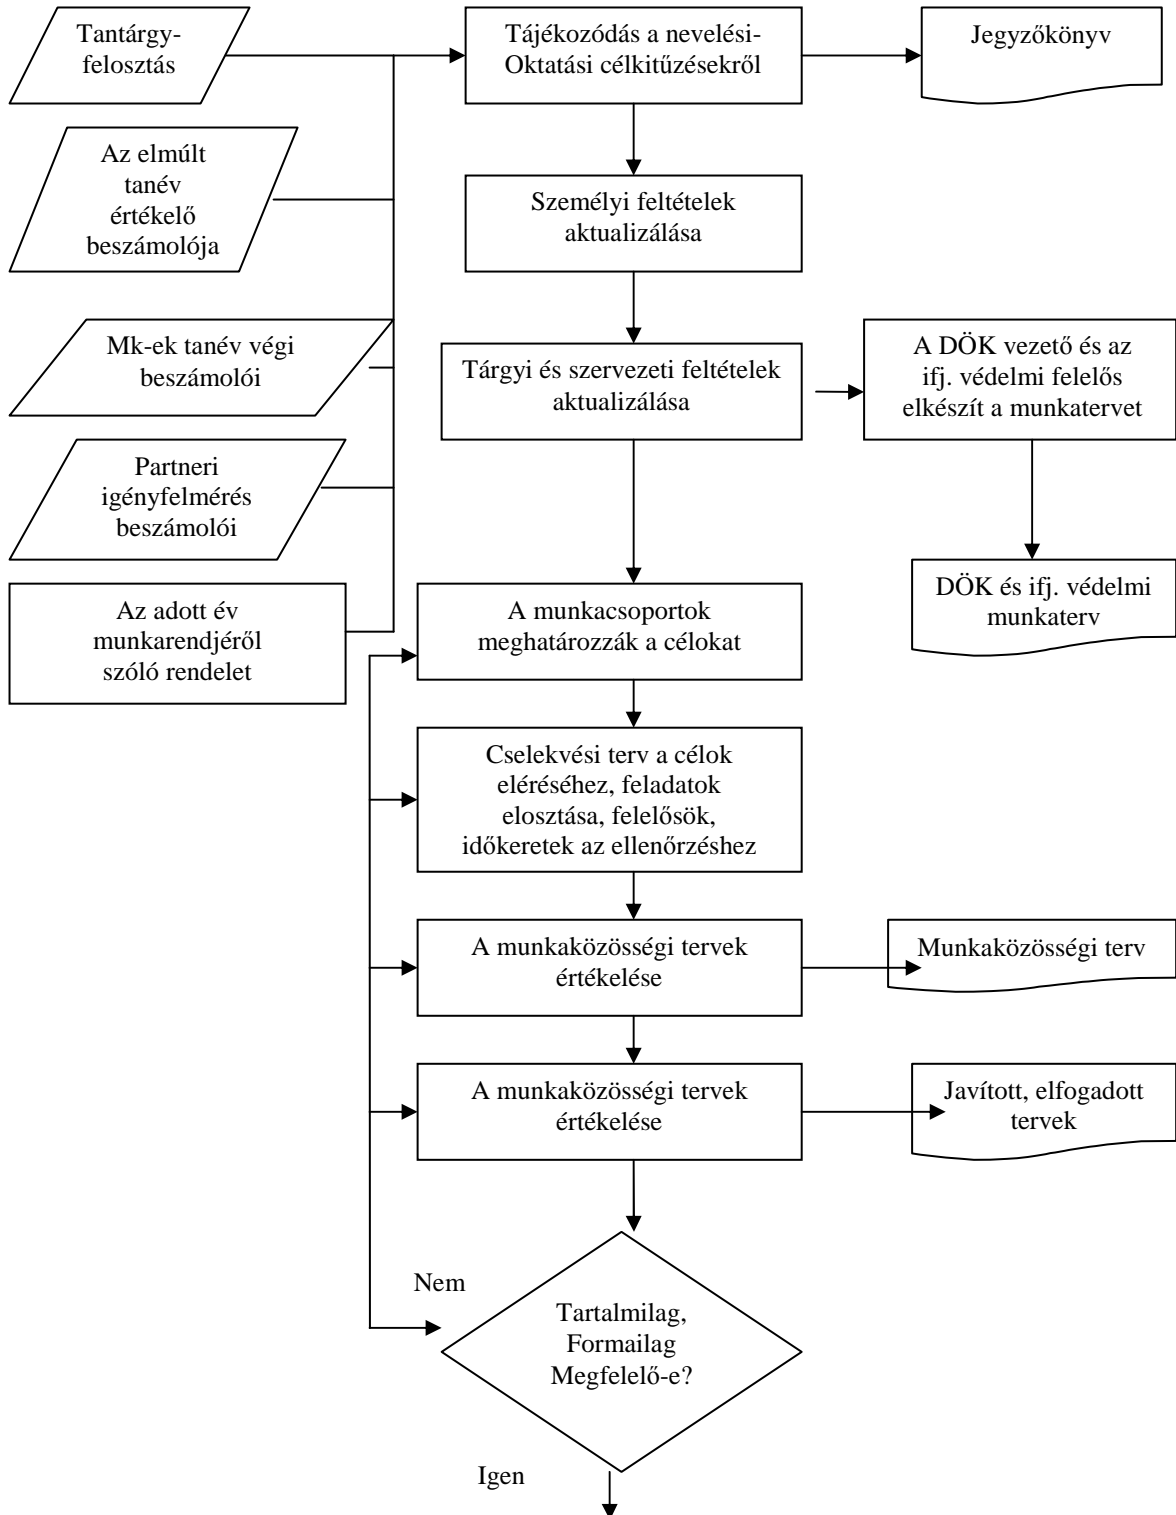 Tantárgy-
felosztás
Tájékozódás a nevelési-
Oktatási célkitűzésekről
Jegyzőkönyv
Az elmúlt
tanév
értékelő
beszámolója
Személyi feltételek
aktualizálása
Mk-ek tanév végi
beszámolói
Tárgyi és szervezeti feltételek
aktualizálása
A DÖK vezető és az
ifj. védelmi felelős
elkészít a munkatervet
Partneri
igényfelmérés
beszámolói
DÖK és ifj. védelmi
munkaterv
Az adott év
munkarendjéről
szóló rendelet
A munkacsoportok
meghatározzák a célokat
Cselekvési terv a célok
eléréséhez, feladatok
elosztása, felelősök,
időkeretek az ellenőrzéshez
A munkaközösségi tervek
értékelése
Munkaközösségi terv
A munkaközösségi tervek
értékelése
Javított, elfogadott
tervek
Nem
Tartalmilag,
Formailag
Megfelelő-e?
Igen